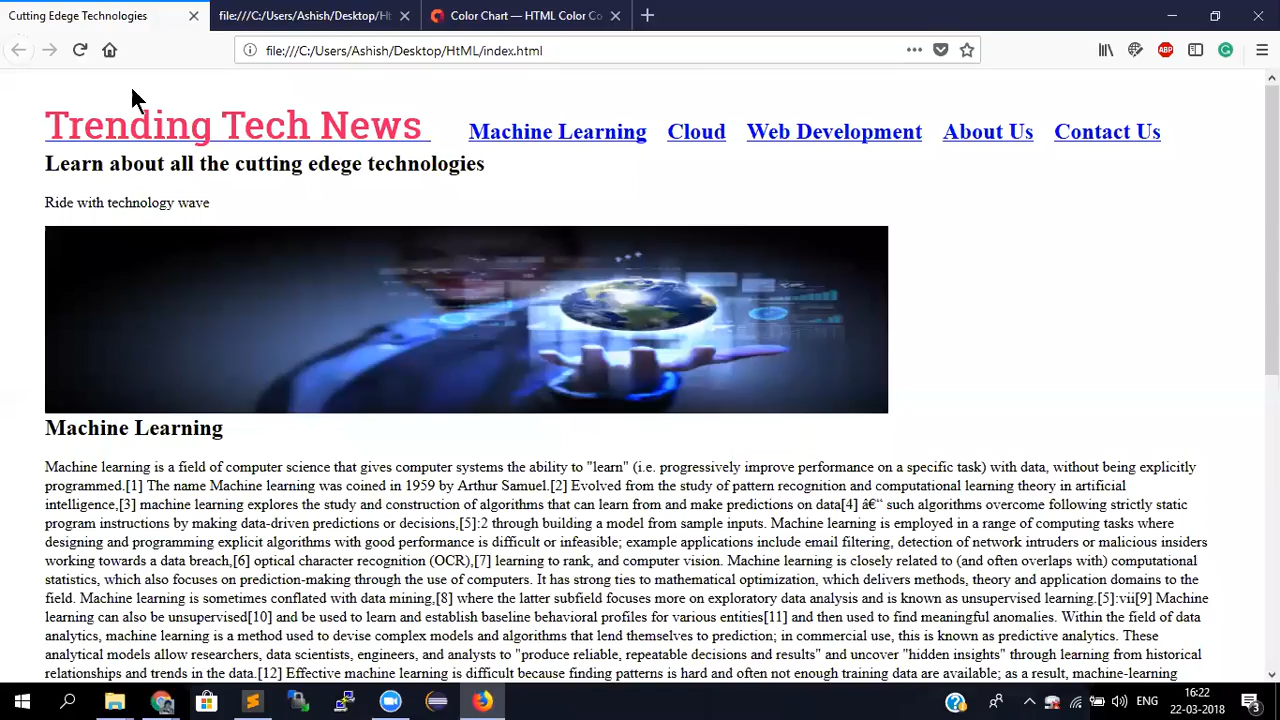 Cutting Edege Technologies
file:///C:/Users/Ashish/Desktop/Ht
Color Chart — HTML Color Co
file:///C:/Users/Ashish/Desktop/HtML/index.html
ABP
Trending Tech News
Machine Learning Cloud Web Development About Us Contact Us
Learn about all the cutting edege technologies
Ride with technology wave
Machine Learning
Machine learning is a field of computer science that gives computer systems the ability to "learn" (i.e. progressively improve performance on a specific task) with data, without being explicitly
programmed.[1] The name Machine learning was coined in 1959 by Arthur Samuel.[2] Evolved from the study of pattern recognition and computational learning theory in artificial
intelligence,[3] machine learning explores the study and construction of algorithms that can learn from and make predictions on data[4] â€“ such algorithms overcome following strictly static
program instructions by making data-driven predictions or decisions,[5]:2 through building a model from sample inputs. Machine learning is employed in a range of computing tasks where
designing and programming explicit algorithms with good performance is difficult or infeasible; example applications include email filtering, detection of network intruders or malicious insiders
working towards a data breach,[6] optical character recognition (OCR),[7] learning to rank, and computer vision. Machine learning is closely related to (and often overlaps with) computational
statistics, which also focuses on prediction-making through the use of computers. It has strong ties to mathematical optimization, which delivers methods, theory and application domains to the
field. Machine learning is sometimes conflated with data mining,[8] where the latter subfield focuses more on exploratory data analysis and is known as unsupervised learning.[5]:vii[9] Machine
learning can also be unsupervised[10] and be used to learn and establish baseline behavioral profiles for various entities[11] and then used to find meaningful anomalies. Within the field of data
analytics, machine learning is a method used to devise complex models and algorithms that lend themselves to prediction; in commercial use, this is known as predictive analytics. These
analytical models allow researchers, data scientists, engineers, and analysts to "produce reliable, repeatable decisions and results" and uncover "hidden insights" through learning from historical
relationships and trends in the data.[12] Effective machine learning is difficult because finding patterns is hard and often not enough training data are available; as a result, machine-learning
ENG
16:22
22-03-2018
3